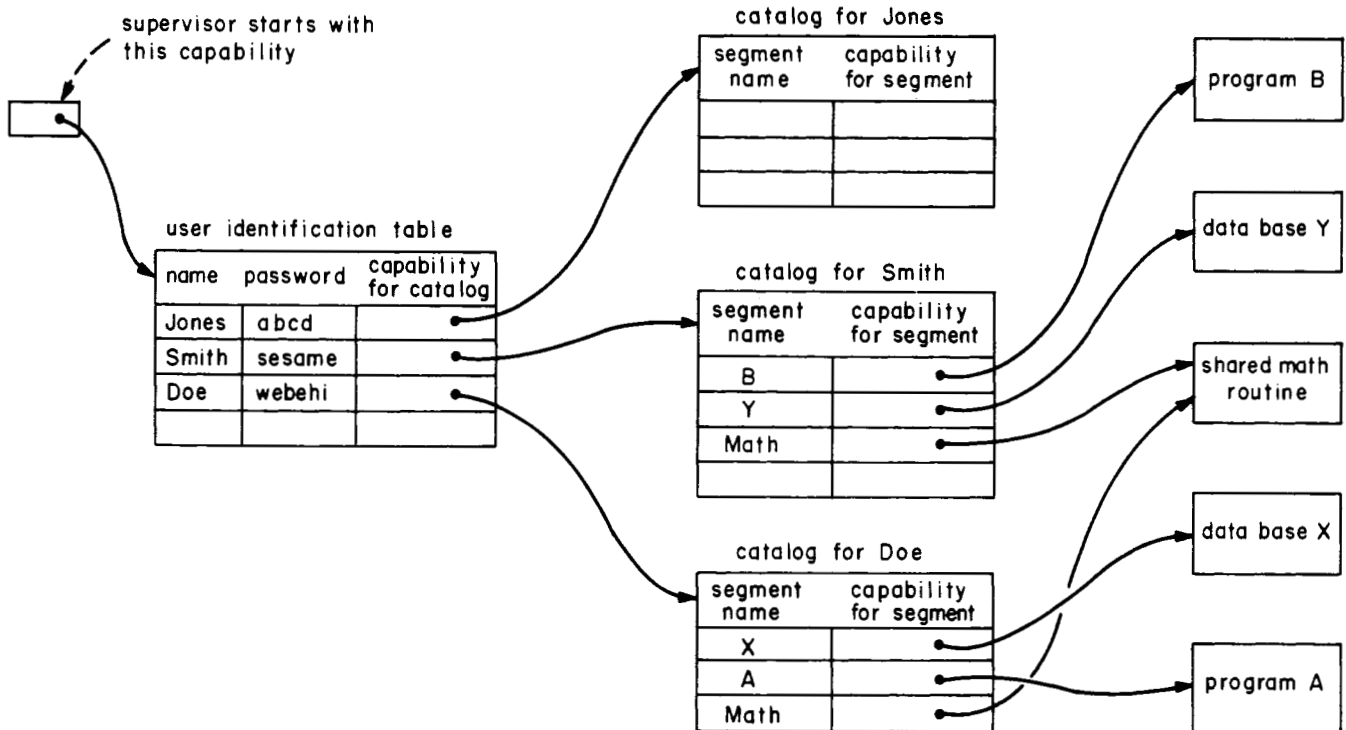 supervisor starts with
this capability
catalog for Jones
segment name capability for segment
user identification table
name password capability for catalog
Jones abcd
Smith sesame
Doe webehi
catalog for Smith
segment name capability for segment
B
Y
Math
catalog for Doe
segment name capability for segment
X
A
Math
program B
data base Y
shared math
routine
data base X
program A